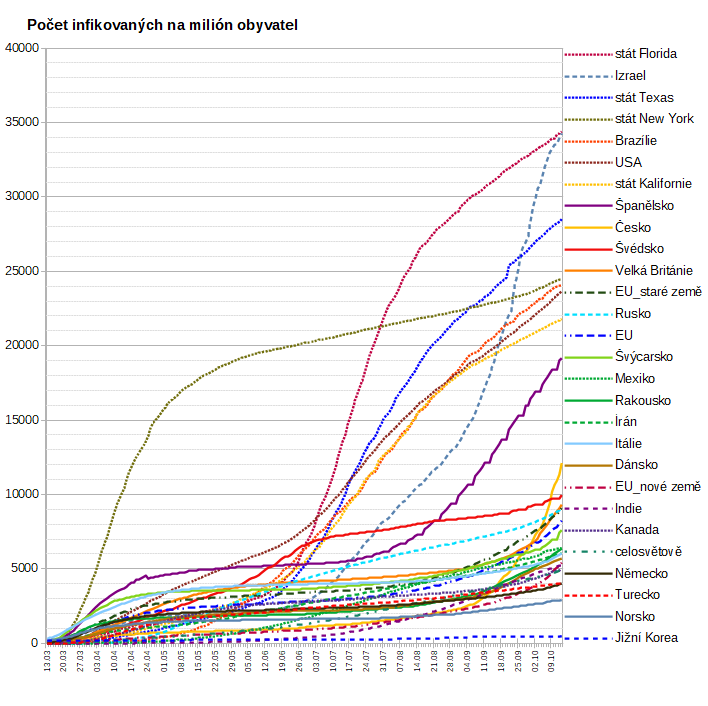 Počet infikovaných na milión obyvatel
40000
35000
30000
25000
20000
15000
10000
5000
0
stát Florida
Izrael
stát Texas
stát New York
Brazílie
USA
stát Kalifornie
Španělsko
Česko
Švédsko
Velká Británie
EU_staré země
Rusko
EU
Švýcarsko
Mexiko
Rakousko
Írán
Itálie
Dánsko
EU_nové země
Indie
Kanada
celosvětově
Německo
Turecko
Norsko
Jižní Korea
13.03
20.03
27.03
03.04
10.04
17.04
24.04
01.05
08.05
15.05
22.05
29.05
05.06
12.06
19.06
26.06
03.07
10.07
17.07
24.07
31.07
07.08
14.08
21.08
28.08
04.09
11.09
18.09
25.09
02.10
09.10